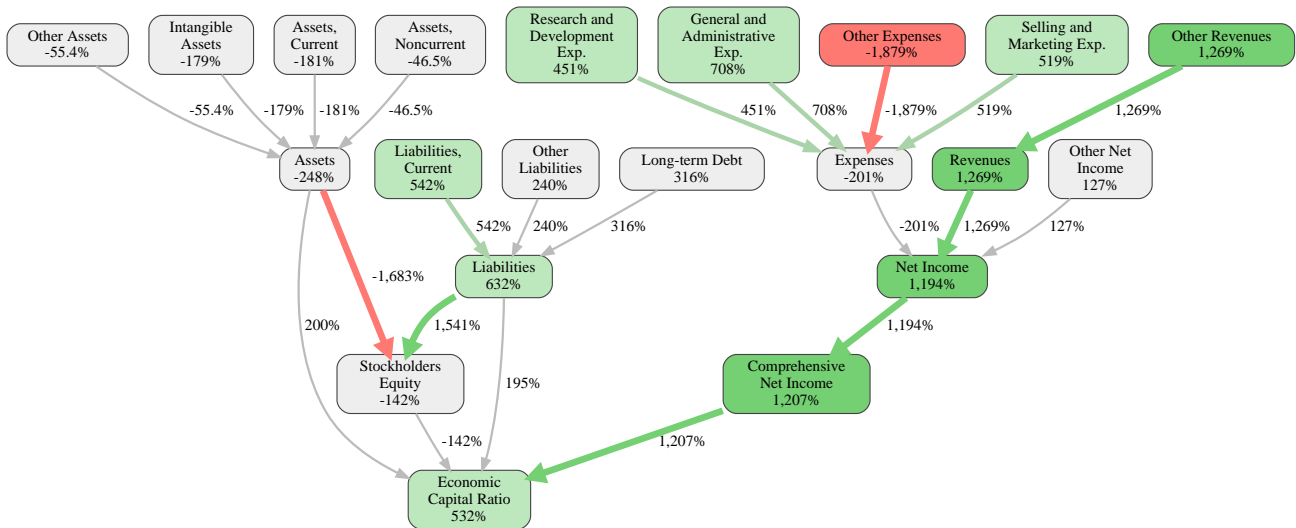 Other Assets
-55.4%
Intangible
Assets
-179%
Assets,
Current
-181%
Assets,
Noncurrent
-46.5%
Research and
Development
Exp.
451%
General and
Administrative
Exp.
708%
Other Expenses
-1,879%
Selling and
Marketing Exp.
519%
Other Revenues
1,269%
-55.4%
-179%
-181%
-46.5%
451%
708%
-1,879%
519%
1,269%
Assets
-248%
Liabilities,
Current
542%
Other
Liabilities
240%
Long-term Debt
316%
Expenses
-201%
Revenues
1,269%
Other Net
Income
127%
542%
240%
316%
-201%
1,269%
127%
Liabilities
632%
Net Income
1,194%
-1,683%
200%
1,541%
195%
1,194%
Stockholders
Equity
-142%
Comprehensive
Net Income
1,207%
-142%
1,207%
Economic
Capital Ratio
532%